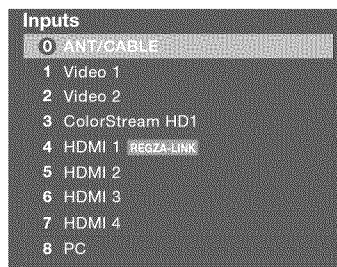 Inputs
0 ANT/CABLE
1 Video 1
2 Video 2
3 ColorStream HD1
4 HDMI 1 REGZA-LINK
5 HDMI 2
6 HDMI 3
7 HDMI 4
8 PC